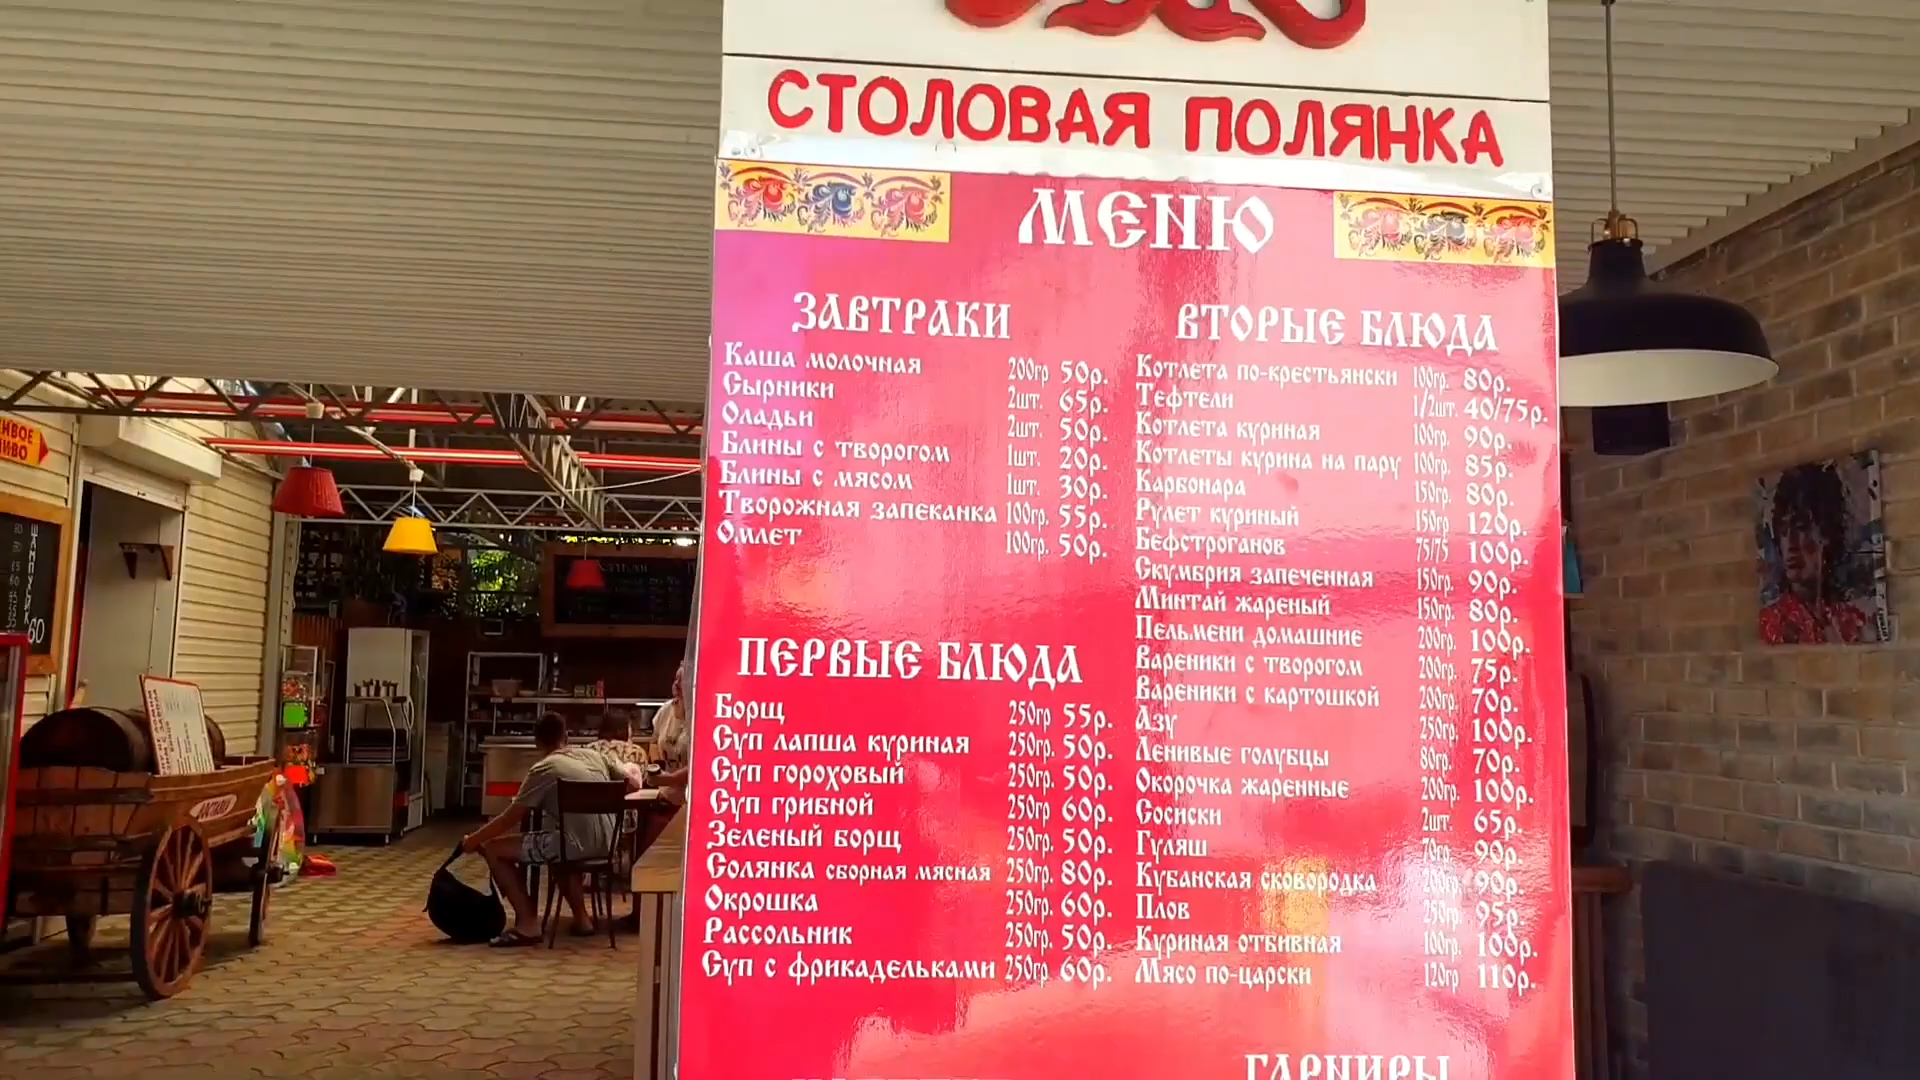 СТОЛОВАЯ ПОЛЯНКА
МЕНЮ
ЗАВТРАКИ
Каша молочная 200гр 50р.
Сырники 2шт. 65р.
Оладьи 2шт. 50р.
Блины с творогом 1шт. 20р.
Блины с мясом 1шт. 30р.
Творожная запеканка 100гр. 55р.
Омлет 100гр. 50р.
ПЕРВЫЕ БЛЮДА
Борщ 250гр 55р.
Суп лапша куриная 250гр. 50р.
Суп гороховый 250гр. 50р.
Суп грибной 250гр 60р.
Зеленый борщ 250гр. 50р.
Солянка сборная мясная 250гр. 80р.
Окрошка 250гр. 60р.
Рассольник 250гр. 50р.
Суп с фрикадельками 250гр 60р.
ВТОРЫЕ БЛЮДА
Котлета по-крестьянски 100гр. 80р.
Тефтели 1/2шт. 40/75р.
Котлета куриная 100гр. 90р.
Котлеты курина на пару 100гр. 85р.
Карбонара 150гр. 80р.
Рулет куриный 150гр 120р.
Бефстроганов 75/75 100р.
Скумбрия запеченная 150гр. 90р.
Минтай жареный 150гр. 80р.
Пельмени домашние 200гр. 100р.
Вареники с творогом 200гр. 75р.
Вареники с картошкой 200гр. 70р.
Азу 250гр. 100р.
Ленивые голубцы 80гр. 70р.
Окорочка жаренные 200гр. 100р.
Сосиски 2шт. 65р.
Гуляш 70гр. 90р.
Кубанская сковородка 200гр. 90р.
Плов 250гр. 95р.
Куриная отбивная 100гр. 100р.
Мясо по-царски 120гр 110р.
ГАРНИРЫ
60